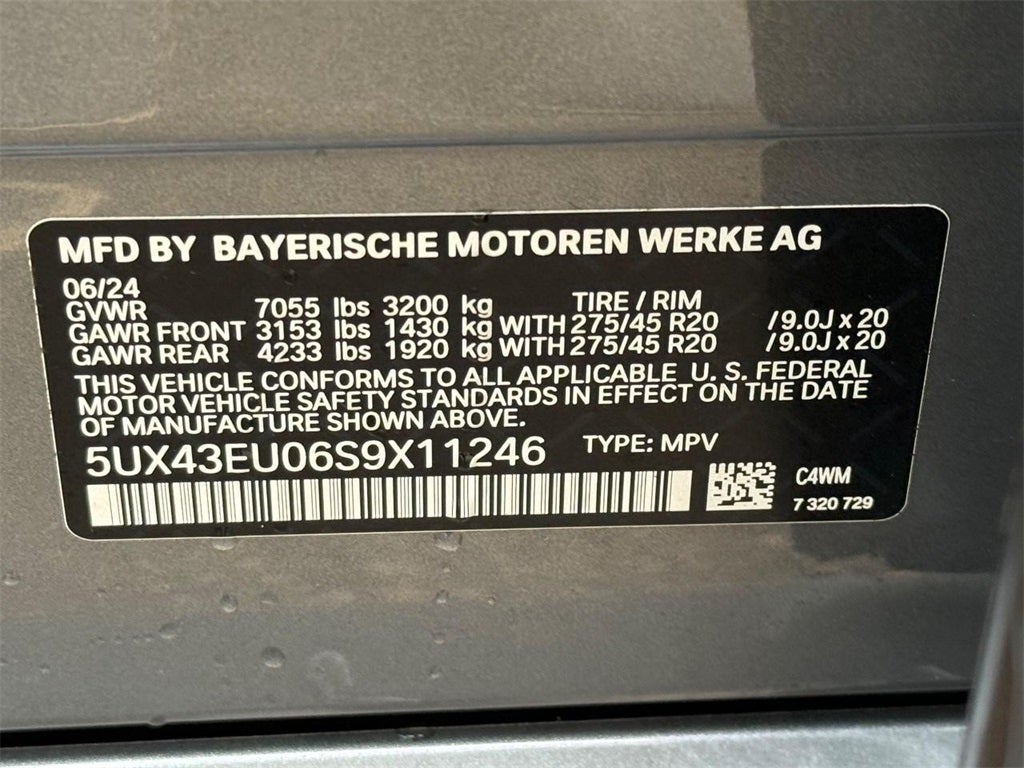 MFD BY BAYERISCHE MOTOREN WERKE AG
06/24
GVWR 7055 lbs 3200 kg TIRE / RIM
GAWR FRONT 3153 lbs 1430 kg WITH 275/45 R20 /9.0J x 20
GAWR REAR 4233 lbs 1920 kg WITH 275/45 R20 /9.0J x 20
THIS VEHICLE CONFORMS TO ALL APPLICABLE U. S. FEDERAL
MOTOR VEHICLE SAFETY STANDARDS IN EFFECT ON THE DATE
OF MANUFACTURE SHOWN ABOVE.
5UX43EU06S9X11246 TYPE: MPV
C4WM
7 320 729